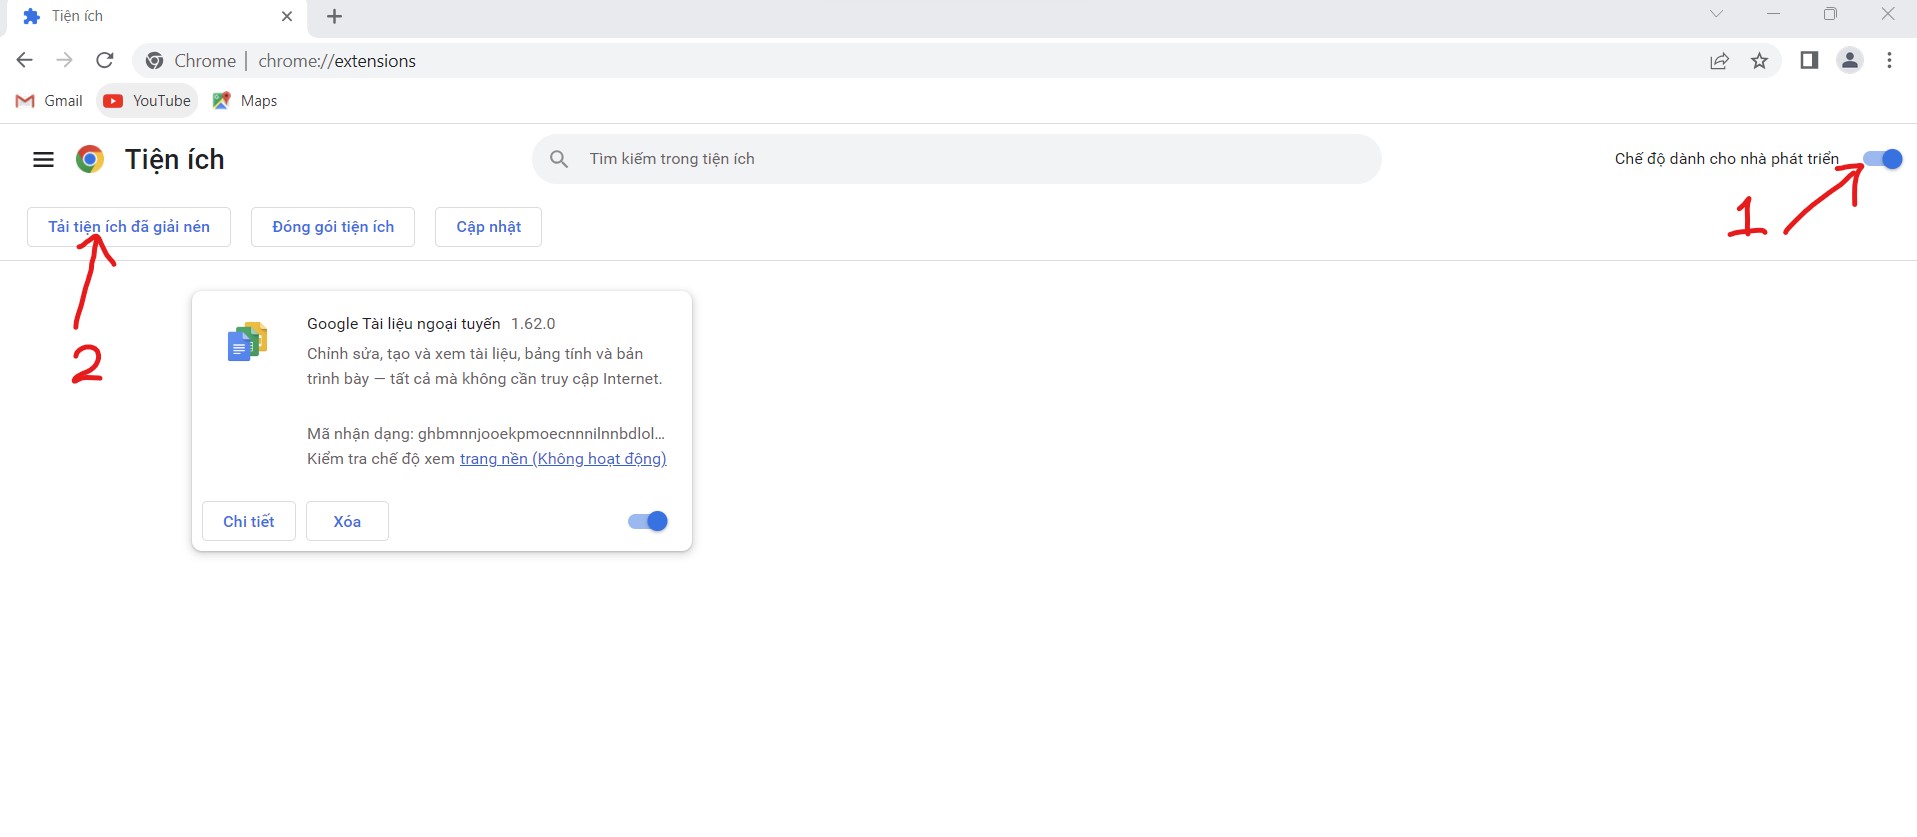 Tiện ích
Chrome | chrome://extensions
Gmail YouTube Maps
Tiện ích
Tìm kiếm trong tiện ích
Chế độ dành cho nhà phát triển
1
Tải tiện ích đã giải nén Đóng gói tiện ích Cập nhật
2
Google Tài liệu ngoại tuyến 1.62.0
Chỉnh sửa, tạo và xem tài liệu, bảng tính và bản
trình bày — tất cả mà không cần truy cập Internet.
Mã nhận dạng: ghbmnnjooekpmoecnnnilnnbdlol...
Kiểm tra chế độ xem trang nền (Không hoạt động)
Chi tiết Xóa